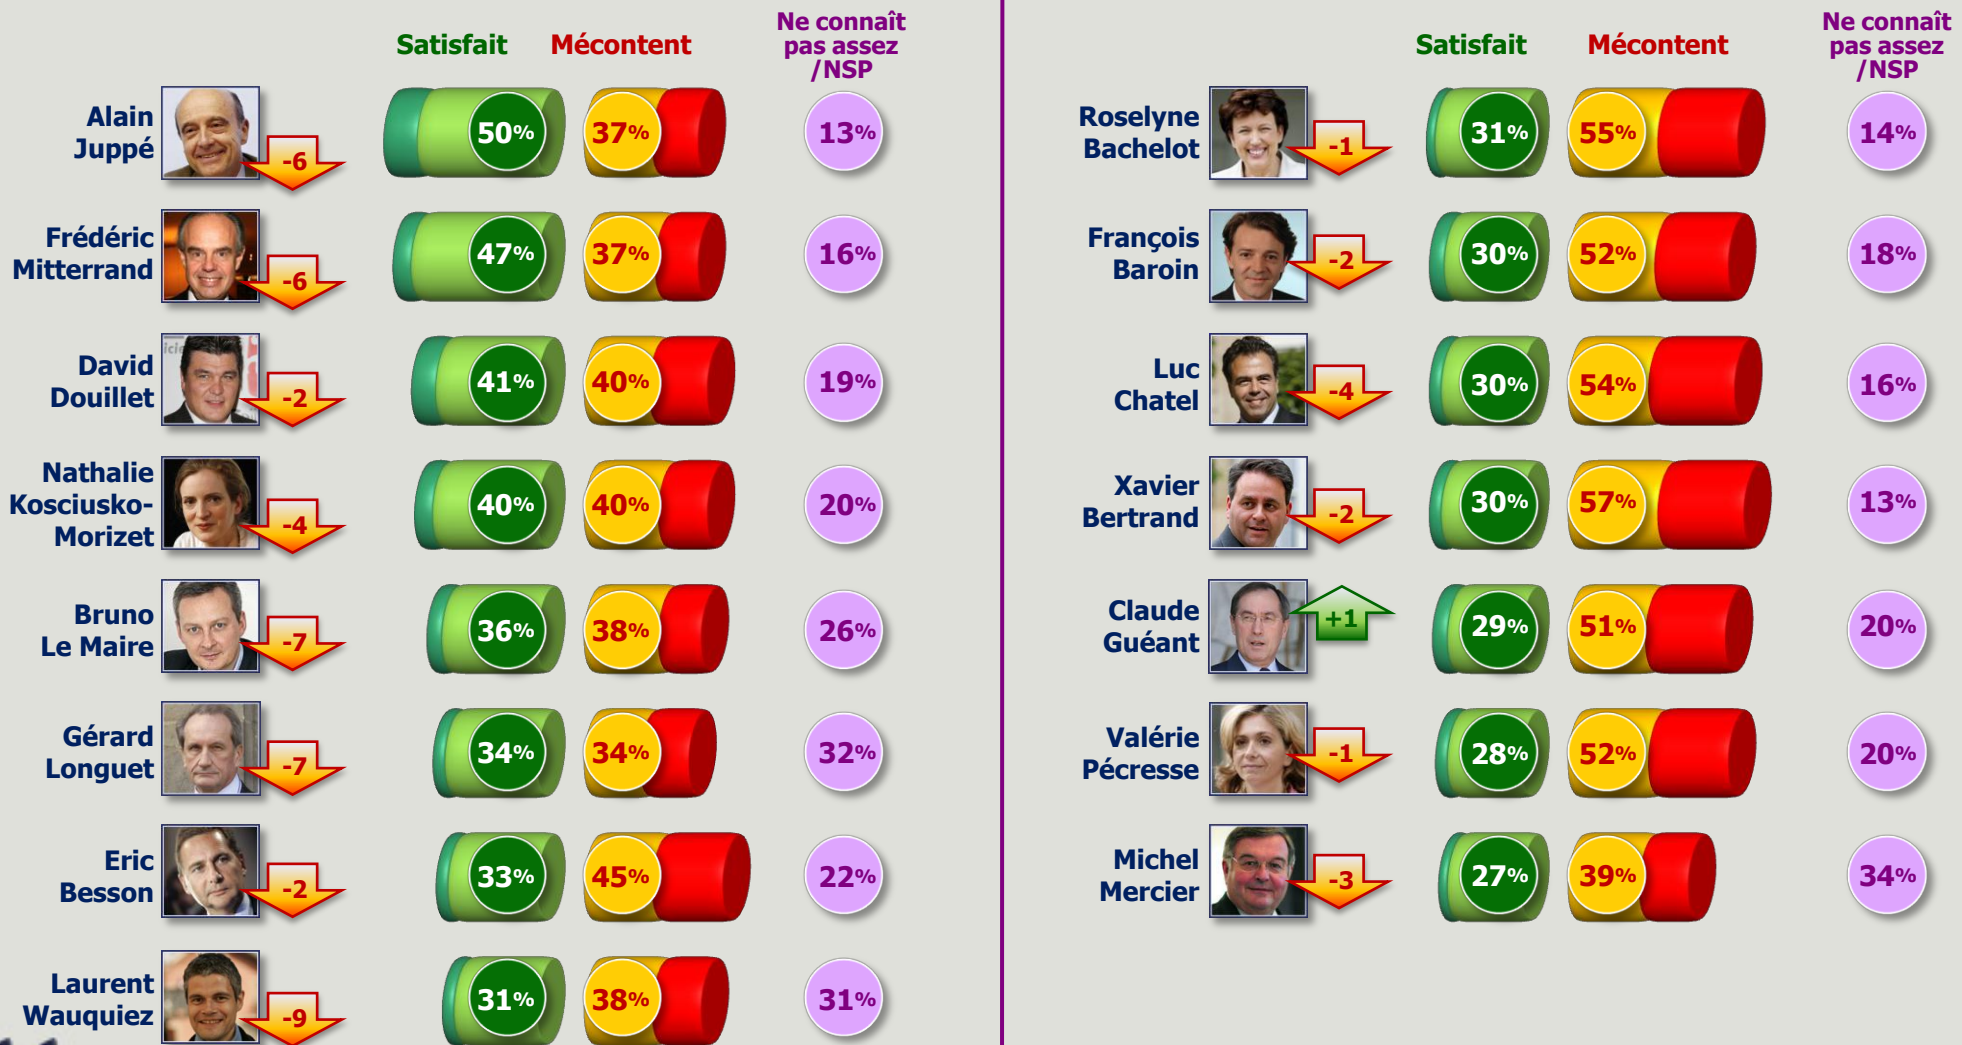 Satisfait Mécontent Ne connaît
pas assez
/NSP
Alain
Juppé
-6 50% 37% 13%
Frédéric
Mitterrand
-6 47% 37% 16%
David
Douillet
-2 41% 40% 19%
Nathalie
Kosciusko-
Morizet
-4 40% 40% 20%
Bruno
Le Maire
-7 36% 38% 26%
Gérard
Longuet
-7 34% 34% 32%
Eric
Besson
-2 33% 45% 22%
Laurent
Wauquiez
-9 31% 38% 31%
Satisfait Mécontent Ne connaît
pas assez
/NSP
Roselyne
Bachelot
-1 31% 55% 14%
François
Baroin
-2 30% 52% 18%
Luc
Chatel
-4 30% 54% 16%
Xavier
Bertrand
-2 30% 57% 13%
Claude
Guéant
+1 29% 51% 20%
Valérie
Pécresse
-1 28% 52% 20%
Michel
Mercier
-3 27% 39% 34%